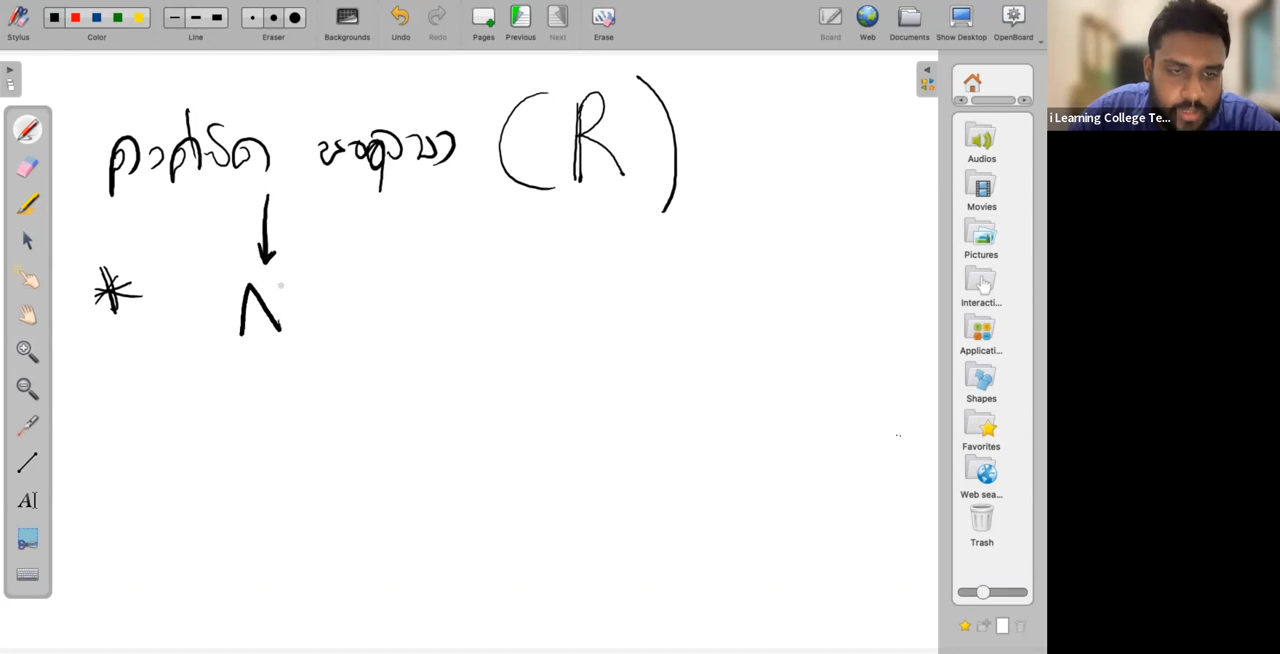 Stylus
Color
Line
Eraser
Backgrounds
Undo
Redo
Pages
Previous
Next
Erase
Board
Web
Documents
Show Desktop
OpenBoard
i Learning College Te...
(R)
*
Audios
Movies
Pictures
Interacti...
Applicati...
Shapes
Favorites
Web sea...
Trash